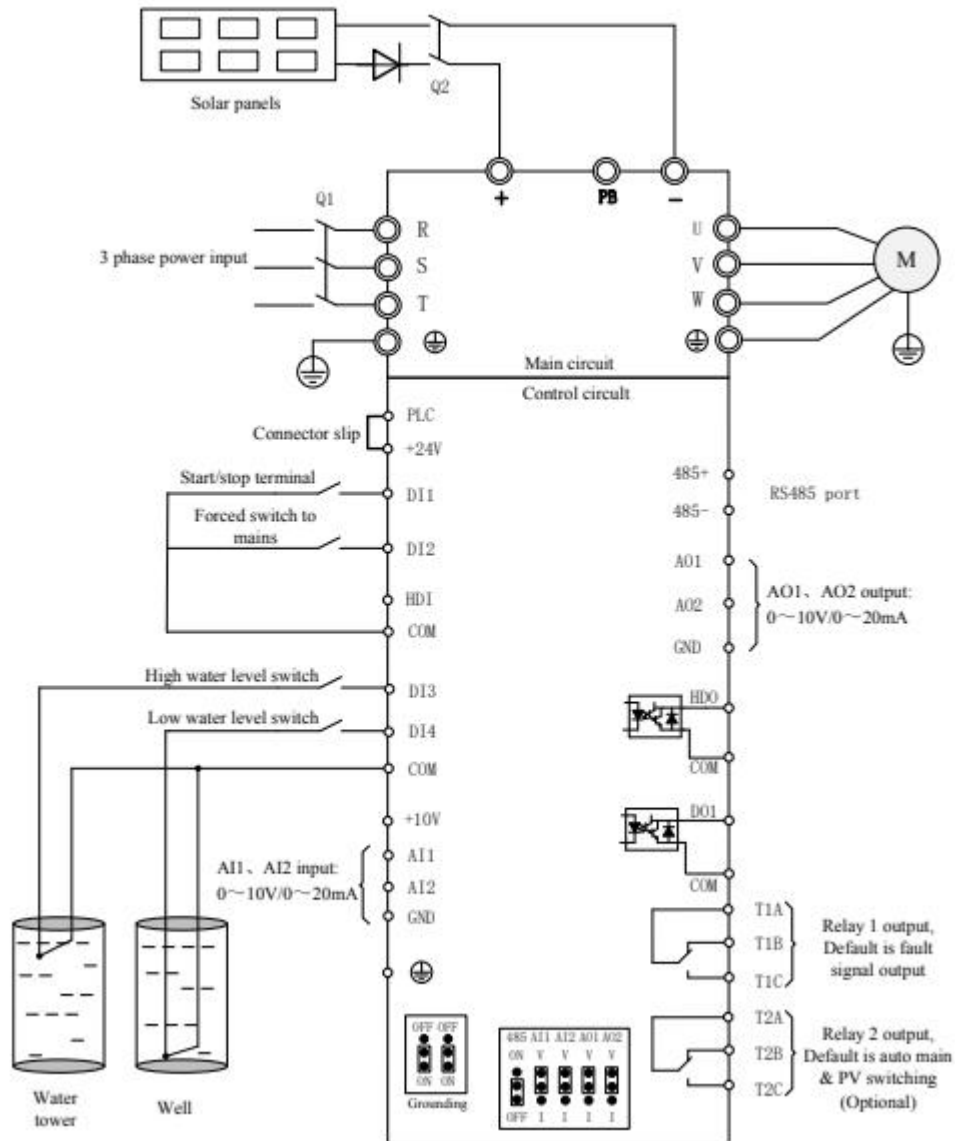 Solar panels
Q2
+
PB
-
Q1
3 phase power input
R
S
T
U
V
W
M
Main circuit
Control circult
Connector slip
PLC
+24V
Start/stop terminal
DI1
Forced switch to
mains
DI2
HDI
COM
High water level switch
DI3
Low water level switch
DI4
COM
+10V
AI1、AI2 input:
0～10V/0～20mA
AI1
AI2
GND
Water
tower
Well
485+
485-
RS485 port
AO1
AO2
GND
AO1、AO2 output:
0～10V/0～20mA
HDO
COM
DO1
COM
T1A
T1B
T1C
Relay 1 output,
Default is fault
signal output
T2A
T2B
T2C
Relay 2 output,
Default is auto main
& PV switching
(Optional)
OFF OFF
ON ON
Grounding
485 AI1 AI2 AO1 AO2
ON V V V V
OFF I I I I